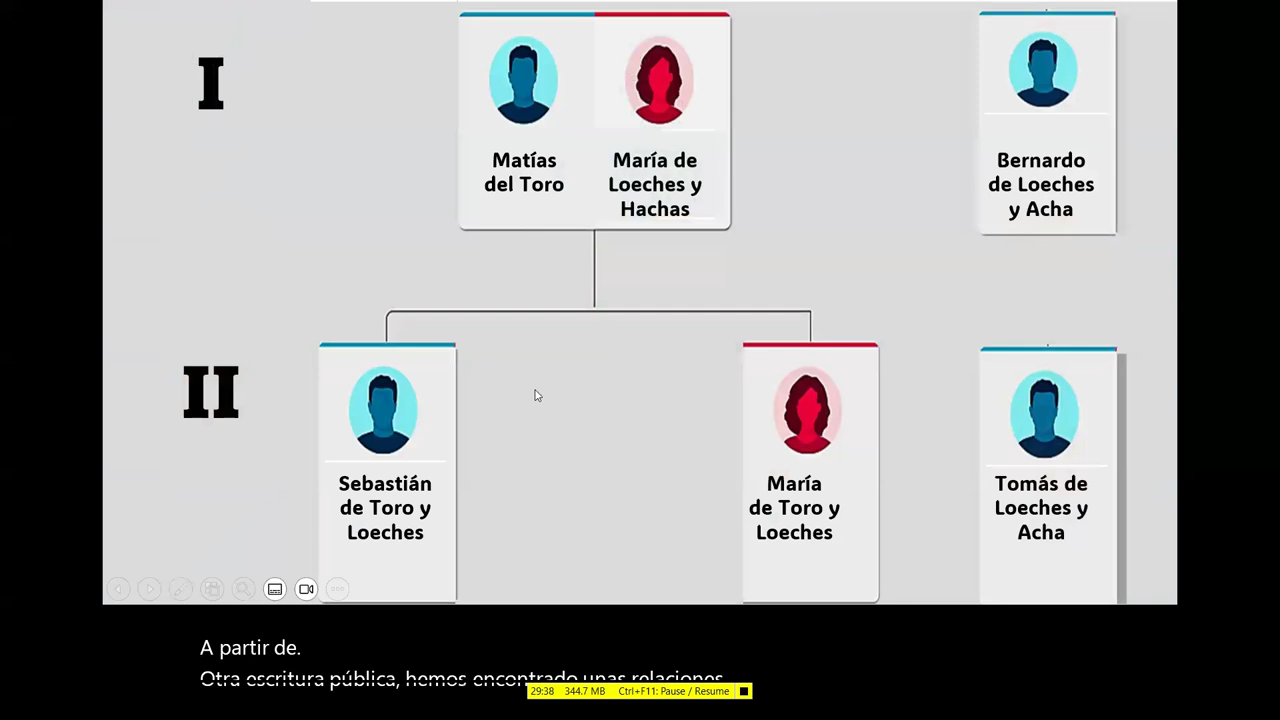 I
Matías
del Toro
María de
Loeches y
Hachas
Bernardo
de Loeches
y Acha
II
Sebastián
de Toro y
Loeches
María
de Toro y
Loeches
Tomás de
Loeches y
Acha
A partir de.
Otra escritura pública, hemos encontrado unas relaciones
29:38 344.7 MB Ctrl+F11: Pause / Resume